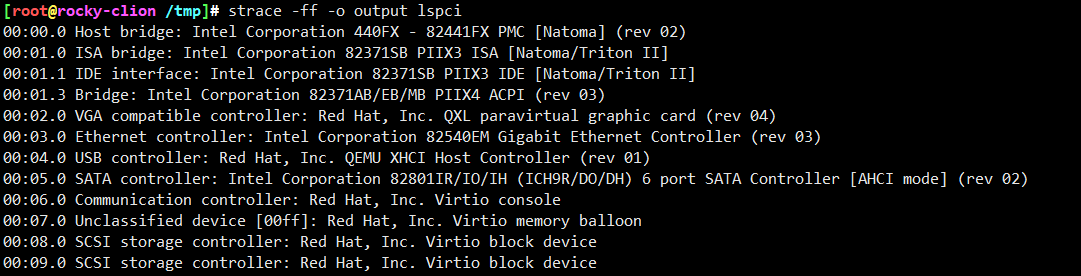 [root@rocky-clion /tmp]# strace -ff -o output lspci
00:00.0 Host bridge: Intel Corporation 440FX - 82441FX PMC [Natoma] (rev 02)
00:01.0 ISA bridge: Intel Corporation 82371SB PIIX3 ISA [Natoma/Triton II]
00:01.1 IDE interface: Intel Corporation 82371SB PIIX3 IDE [Natoma/Triton II]
00:01.3 Bridge: Intel Corporation 82371AB/EB/MB PIIX4 ACPI (rev 03)
00:02.0 VGA compatible controller: Red Hat, Inc. QXL paravirtual graphic card (rev 04)
00:03.0 Ethernet controller: Intel Corporation 82540EM Gigabit Ethernet Controller (rev 03)
00:04.0 USB controller: Red Hat, Inc. QEMU XHCI Host Controller (rev 01)
00:05.0 SATA controller: Intel Corporation 82801IR/IO/IH (ICH9R/DO/DH) 6 port SATA Controller [AHCI mode] (rev 02)
00:06.0 Communication controller: Red Hat, Inc. Virtio console
00:07.0 Unclassified device [00ff]: Red Hat, Inc. Virtio memory balloon
00:08.0 SCSI storage controller: Red Hat, Inc. Virtio block device
00:09.0 SCSI storage controller: Red Hat, Inc. Virtio block device